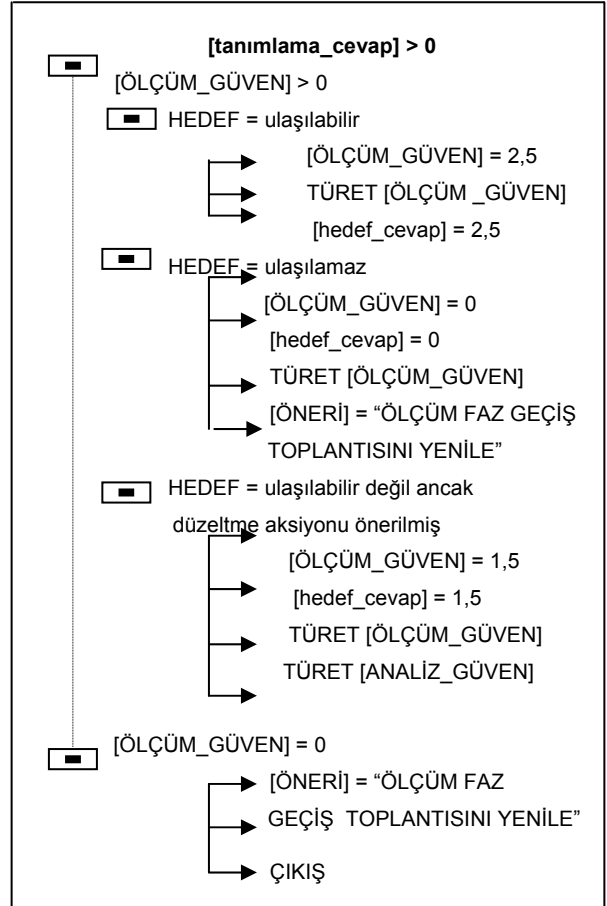 [tanımlama_cevap] > 0
[ÖLÇÜM_GÜVEN] > 0
HEDEF = ulaşılabilir
[ÖLÇÜM_GÜVEN] = 2,5
TÜRET [ÖLÇÜM _GÜVEN]
[hedef_cevap] = 2,5
HEDEF = ulaşılamaz
[ÖLÇÜM_GÜVEN] = 0
[hedef_cevap] = 0
TÜRET [ÖLÇÜM_GÜVEN]
[ÖNERİ] = “ÖLÇÜM FAZ GEÇİŞ
TOPLANTISINI YENİLE”
HEDEF = ulaşılabilir değil ancak
düzeltme aksiyonu önerilmiş
[ÖLÇÜM_GÜVEN] = 1,5
[hedef_cevap] = 1,5
TÜRET [ÖLÇÜM_GÜVEN]
TÜRET [ANALİZ_GÜVEN]
[ÖLÇÜM_GÜVEN] = 0
[ÖNERİ] = “ÖLÇÜM FAZ
GEÇİŞ TOPLANTISINI YENİLE”
ÇIKIŞ